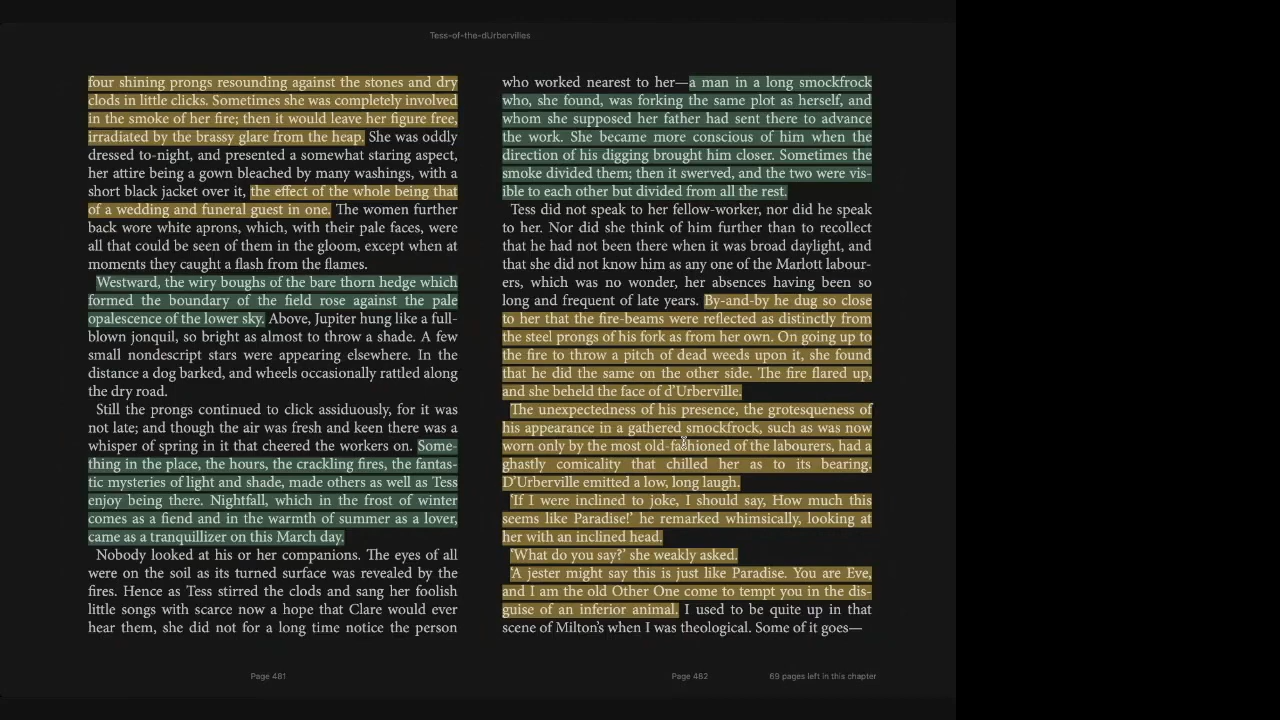 Tess-of-the-dUrbervilles
four shining prongs resounding against the stones and dry
clods in little clicks. Sometimes she was completely involved
in the smoke of her fire; then it would leave her figure free,
irradiated by the brassy glare from the heap. She was oddly
dressed to-night, and presented a somewhat staring aspect,
her attire being a gown bleached by many washings, with a
short black jacket over it, the effect of the whole being that
of a wedding and funeral guest in one. The women further
back wore white aprons, which, with their pale faces, were
all that could be seen of them in the gloom, except when at
moments they caught a flash from the flames.
Westward, the wiry boughs of the bare thorn hedge which
formed the boundary of the field rose against the pale
opalescence of the lower sky. Above, Jupiter hung like a full-
blown jonquil, so bright as almost to throw a shade. A few
small nondescript stars were appearing elsewhere. In the
distance a dog barked, and wheels occasionally rattled along
the dry road.
Still the prongs continued to click assiduously, for it was
not late; and though the air was fresh and keen there was a
whisper of spring in it that cheered the workers on. Some-
thing in the place, the hours, the crackling fires, the fantas-
tic mysteries of light and shade, made others as well as Tess
enjoy being there. Nightfall, which in the frost of winter
comes as a fiend and in the warmth of summer as a lover,
came as a tranquillizer on this March day.
Nobody looked at his or her companions. The eyes of all
were on the soil as its turned surface was revealed by the
fires. Hence as Tess stirred the clods and sang her foolish
little songs with scarce now a hope that Clare would ever
hear them, she did not for a long time notice the person
who worked nearest to her—a man in a long smockfrock
who, she found, was forking the same plot as herself, and
whom she supposed her father had sent there to advance
the work. She became more conscious of him when the
direction of his digging brought him closer. Sometimes the
smoke divided them; then it swerved, and the two were vis-
ible to each other but divided from all the rest.
Tess did not speak to her fellow-worker, nor did he speak
to her. Nor did she think of him further than to recollect
that he had not been there when it was broad daylight, and
that she did not know him as any one of the Marlott labour-
ers, which was no wonder, her absences having been so
long and frequent of late years. By-and-by he dug so close
to her that the fire-beams were reflected as distinctly from
the steel prongs of his fork as from her own. On going up to
the fire to throw a pitch of dead weeds upon it, she found
that he did the same on the other side. The fire flared up,
and she beheld the face of d'Urberville.
The unexpectedness of his presence, the grotesqueness of
his appearance in a gathered smockfrock, such as was now
worn only by the most old-fashioned of the labourers, had a
ghastly comicality that chilled her as to its bearing.
D'Urberville emitted a low, long laugh.
'If I were inclined to joke, I should say, How much this
seems like Paradise!' he remarked whimsically, looking at
her with an inclined head.
'What do you say?' she weakly asked.
'A jester might say this is just like Paradise. You are Eve,
and I am the old Other One come to tempt you in the dis-
guise of an inferior animal. I used to be quite up in that
scene of Milton's when I was theological. Some of it goes—
Page 481
Page 482
69 pages left in this chapter